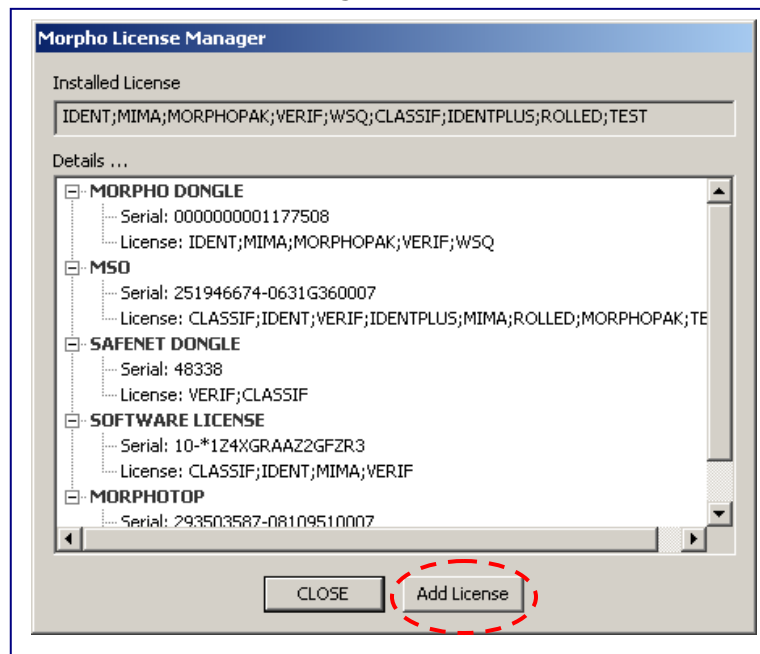 Morpho License Manager
Installed License
IDENT;MIMA;MORPHOPAK;VERIF;WSQ;CLASSIF;IDENTPLUS;ROLLED;TEST
Details ...
MORPHO DONGLE
Serial: 0000000001177508
License: IDENT;MIMA;MORPHOPAK;VERIF;WSQ
MSO
Serial: 251946674-0631G360007
License: CLASSIF;IDENT;VERIF;IDENTPLUS;MIMA;ROLLED;MORPHOPAK;TE
SAFENET DONGLE
Serial: 48338
License: VERIF;CLASSIF
SOFTWARE LICENSE
Serial: 10-*1Z4XGRAAZ2GFZR3
License: CLASSIF;IDENT;MIMA;VERIF
MORPHOTOP
Serial: 293503587-08109510007
CLOSE Add License